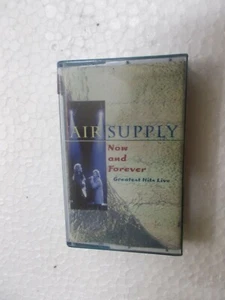 AIR SUPPLY
Now
and
Forever
Greatest Hits Live